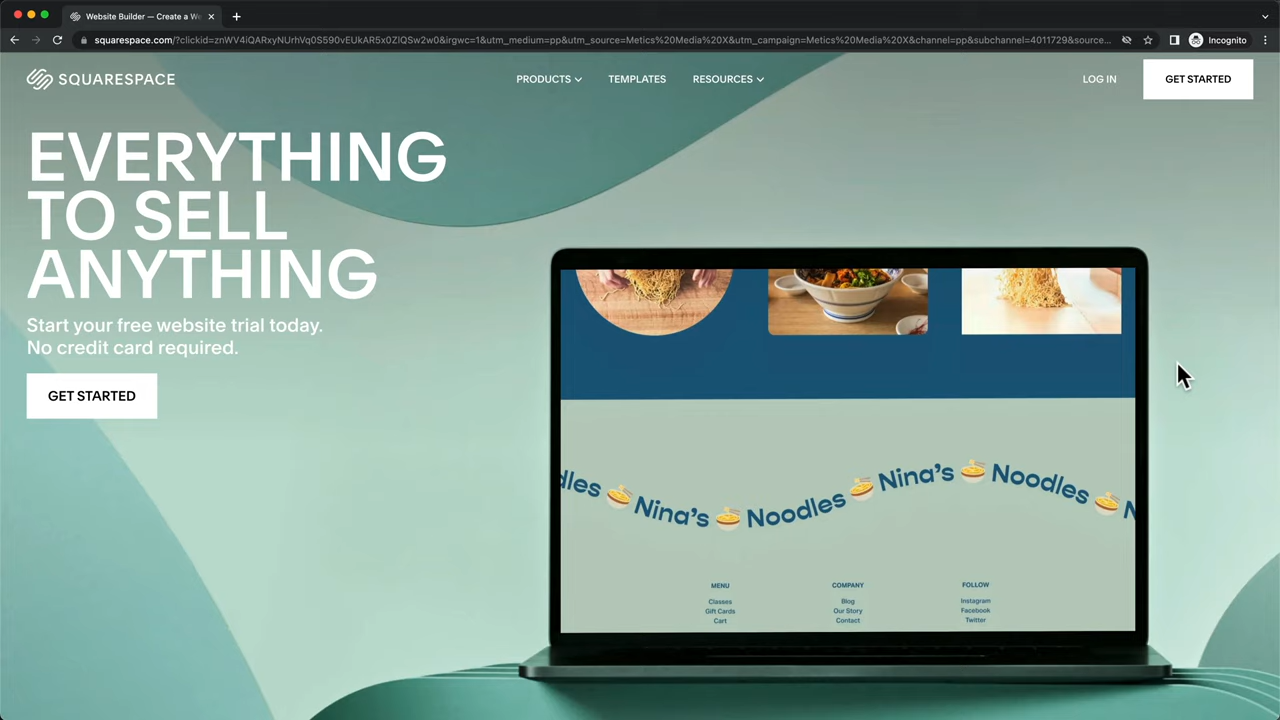 Website Builder — Create a We
squarespace.com/?clickid=znWV4lQARxyNUrhVq0S590vEUkAR5x0ZlQSw2w0&irgwc=1&utm_medium=pp&utm_source=Metics%20Media%20X&utm_campaign=Metics%20Media%20X&channel=pp&subchannel=4011729&source...
Incognito
SQUARESPACE
PRODUCTS
TEMPLATES
RESOURCES
LOG IN
GET STARTED
EVERYTHING
TO SELL
ANYTHING
Start your free website trial today.
No credit card required.
GET STARTED
dles Nina's Noodles Nina's Noodles N
MENU
COMPANY
FOLLOW
Classes
Blog
Instagram
Gift Cards
Our Story
Facebook
Cart
Contact
Twitter